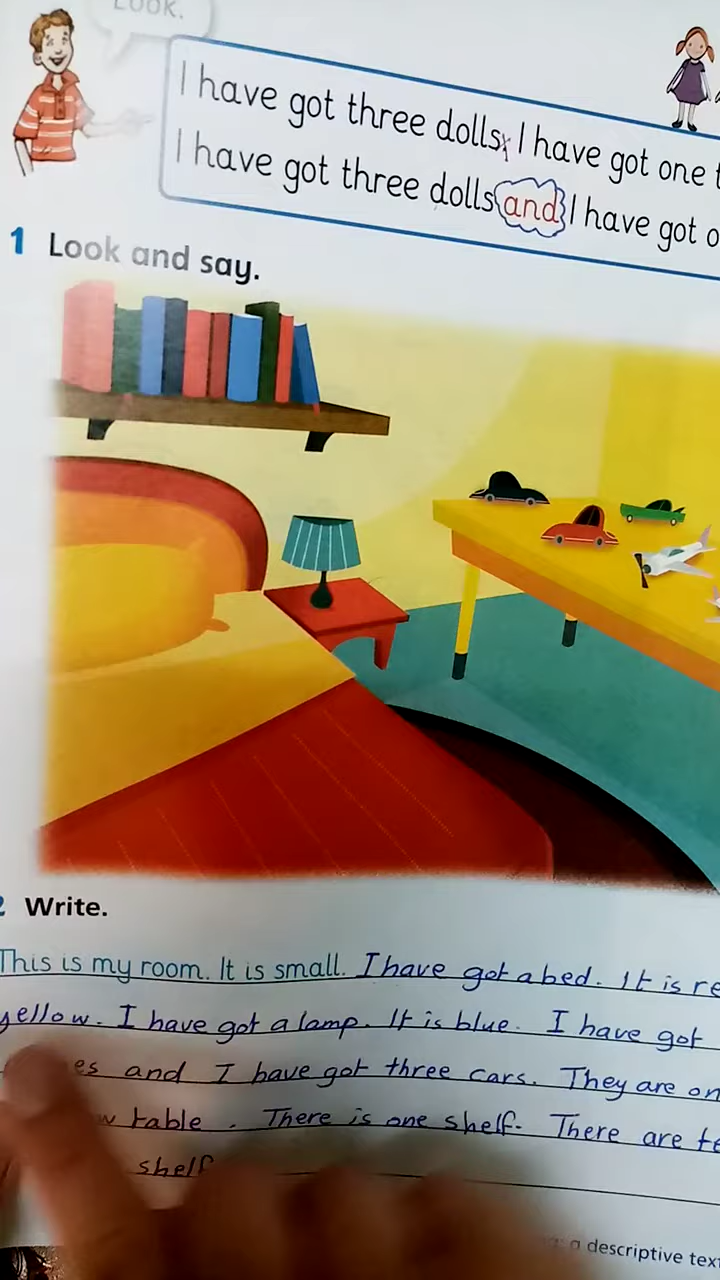 LOOK.
I have got three dolls. I have got one
I have got three dolls and I have got
1 Look and say.
2 Write.
This is my room. It is small. I have got a bed. It is
yellow. I have got a lamp. It is blue. I have got
and I have got three cars. They are on
table. There is one shelf. There are
shelf
a descriptive text